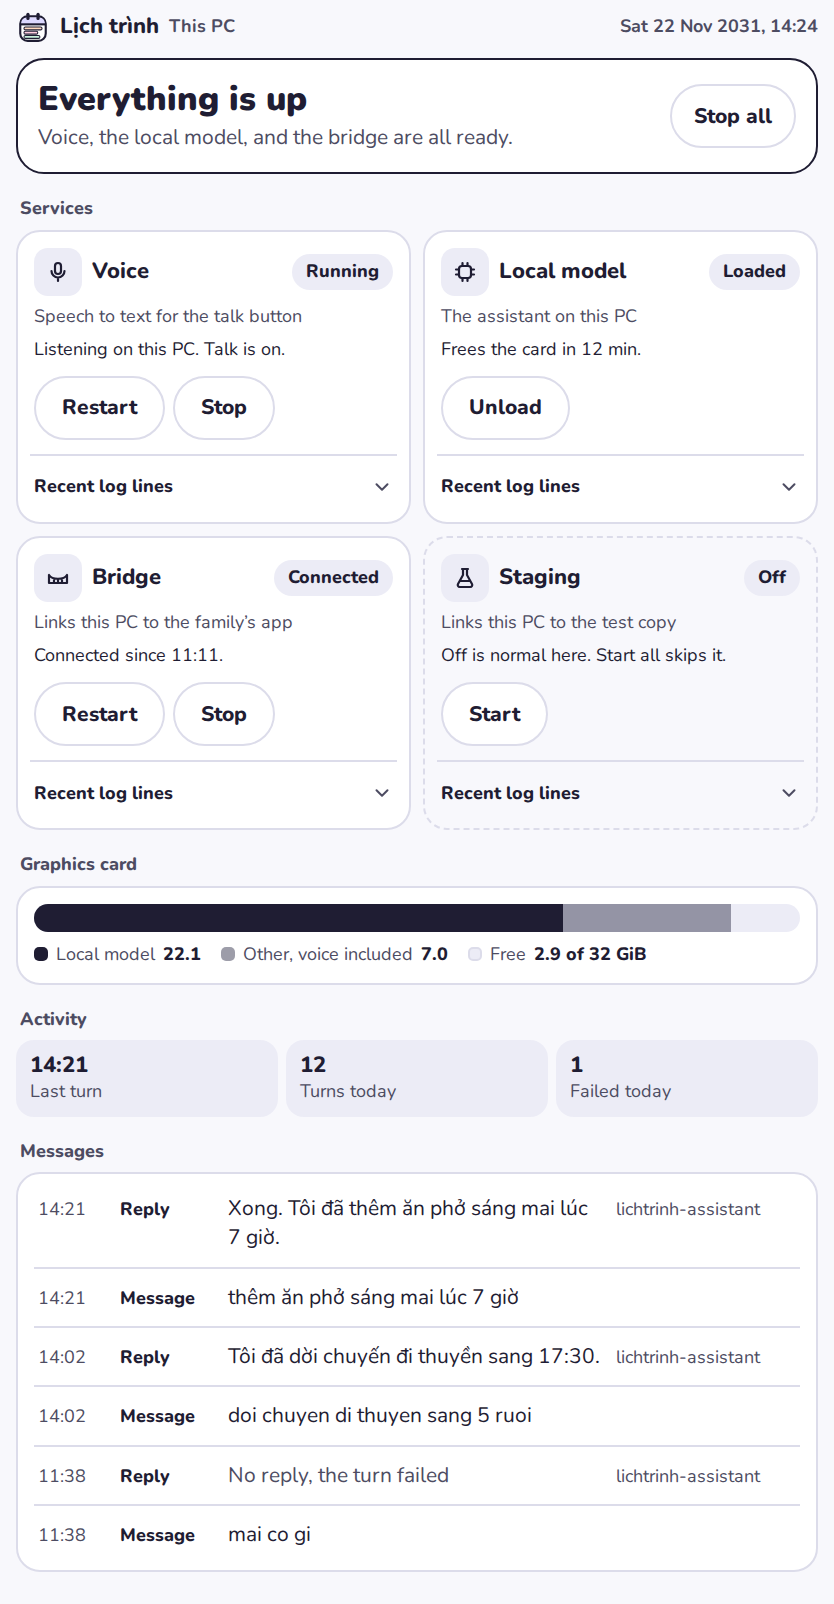 Lịch trình This PC
Sat 22 Nov 2031, 14:24
Everything is up
Voice, the local model, and the bridge are all ready.
Stop all
Services
Voice
Running
Speech to text for the talk button
Listening on this PC. Talk is on.
Restart
Stop
Recent log lines
Local model
Loaded
The assistant on this PC
Frees the card in 12 min.
Unload
Recent log lines
Bridge
Connected
Links this PC to the family’s app
Connected since 11:11.
Restart
Stop
Recent log lines
Staging
Off
Links this PC to the test copy
Off is normal here. Start all skips it.
Start
Recent log lines
Graphics card
Local model 22.1
Other, voice included 7.0
Free 2.9 of 32 GiB
Activity
14:21
Last turn
12
Turns today
1
Failed today
Messages
14:21 Reply Xong. Tôi đã thêm ăn phở sáng mai lúc lichtrinh-assistant
7 giờ.
14:21 Message thêm ăn phở sáng mai lúc 7 giờ
14:02 Reply Tôi đã dời chuyến đi thuyền sang 17:30. lichtrinh-assistant
14:02 Message doi chuyen di thuyen sang 5 ruoi
11:38 Reply No reply, the turn failed lichtrinh-assistant
11:38 Message mai co gi